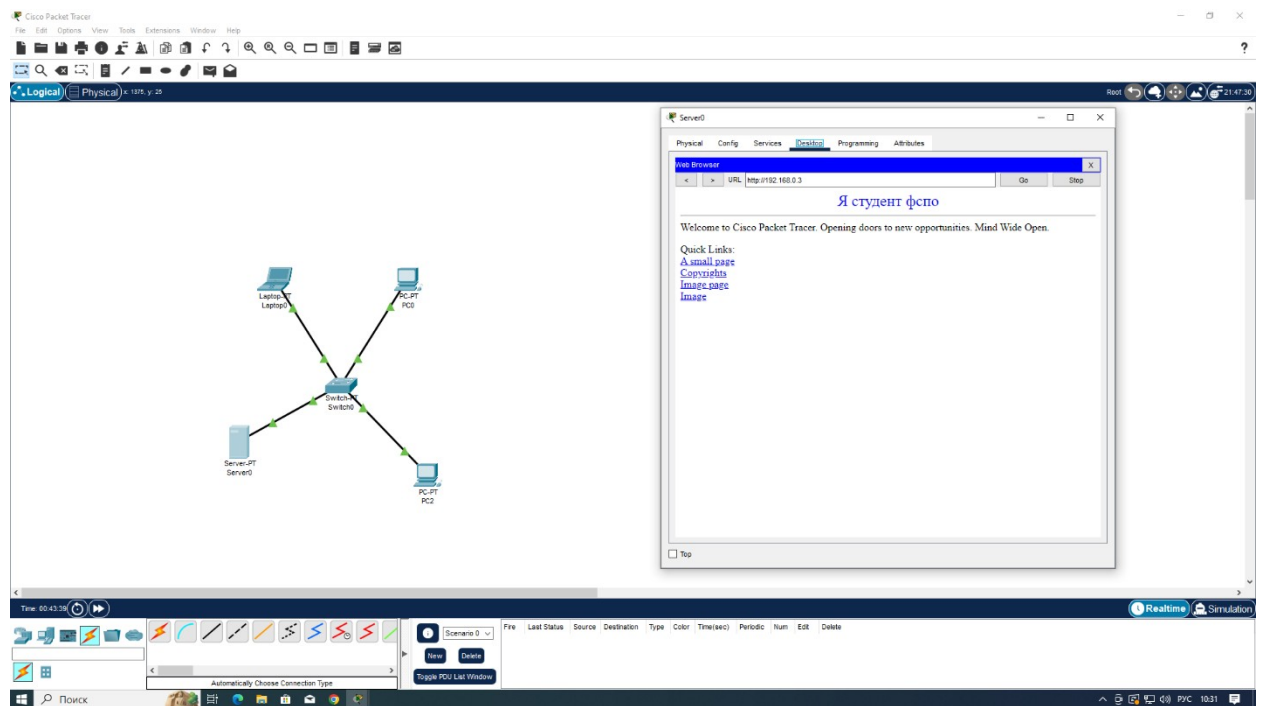 Cisco Packet Tracer
File Edit Options View Tools Extensions Window Help
?
Logical Physical x: 1375, y: 25 Root 21:47:30
Server0
Physical Config Services Desktop Programming Attributes
Web Browser X
< > URL http://192.168.0.3 Go Stop
Я студент фспо
Welcome to Cisco Packet Tracer. Opening doors to new opportunities. Mind Wide Open.
Quick Links:
A small page
Copyrights
Image page
Image
Top
Laptop-PT
Laptop0
PC-PT
PC0
Switch-PT
Switch0
Server-PT
Server0
PC-PT
PC2
Time: 00:43:39 Realtime Simulation
Scenario 0 Fire Last Status Source Destination Type Color Time(sec) Periodic Num Edit Delete
New Delete
Toggle PDU List Window
Automatically Choose Connection Type
Поиск РУС 10:31